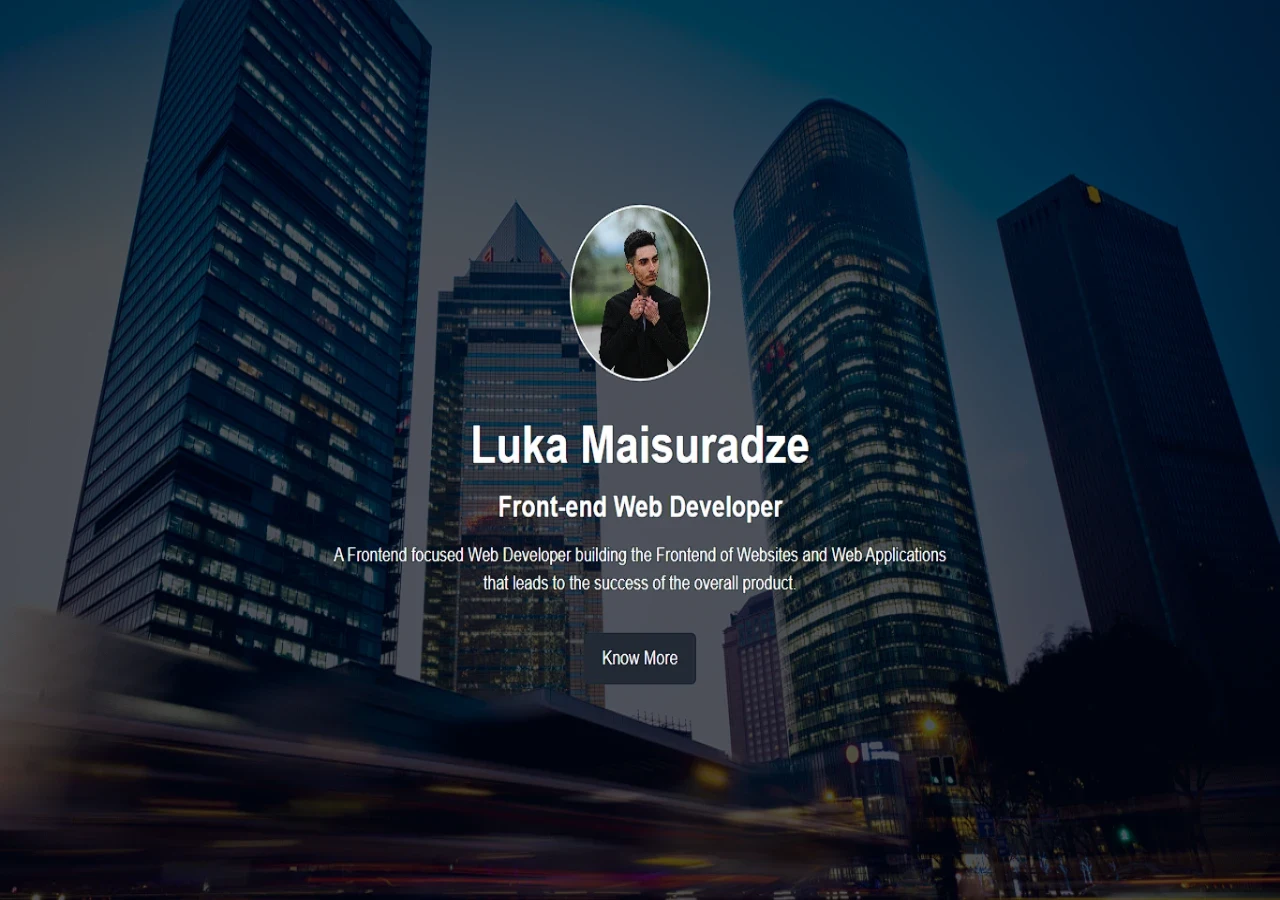 Luka Maisuradze
Front-end Web Developer
A Frontend focused Web Developer building the Frontend of Websites and Web Applications
that leads to the success of the overall product.
Know More